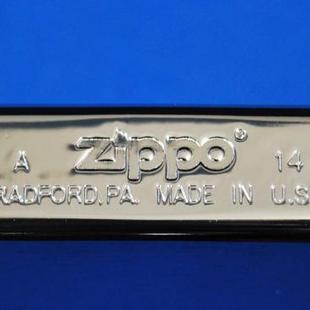 A Zippo® 14
RADFORD,PA. MADE IN U.S